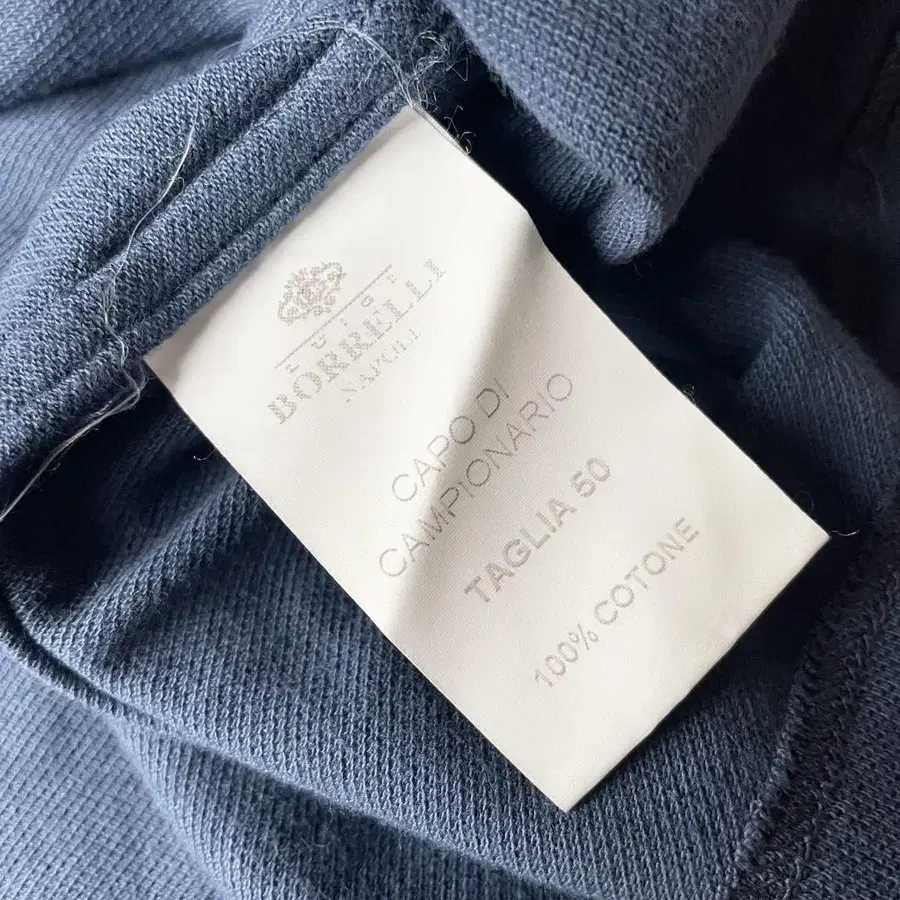 LUIGI
BORRELLI
NAPOLI
CAPO DI
CAMPIONARIO
TAGLIA 50
100% COTONE